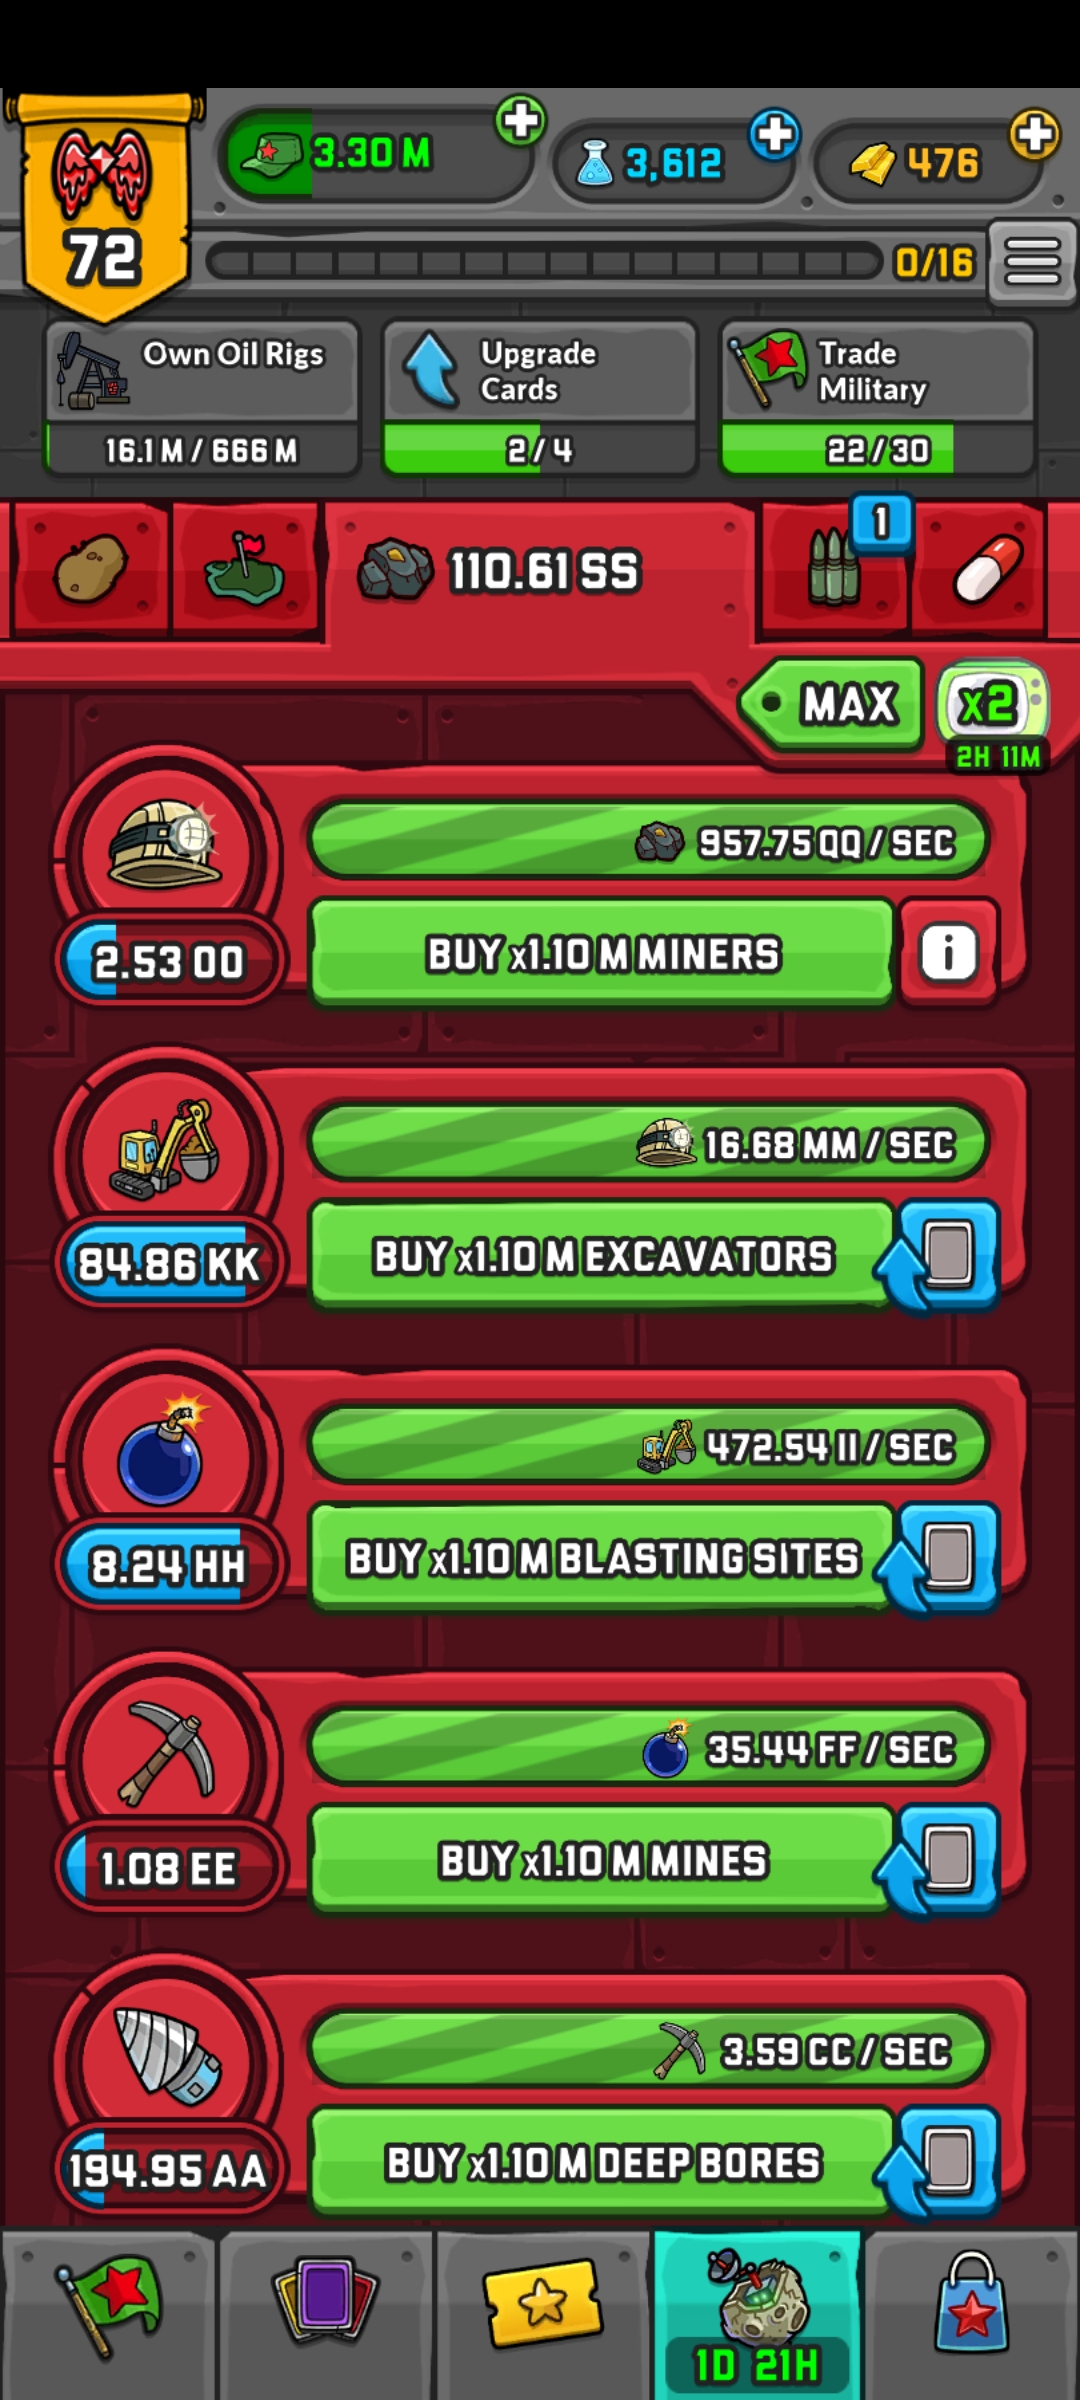 72
3.30 M
3,612
476
0/16
Own Oil Rigs
16.1 M / 666 M
Upgrade
Cards
2 / 4
Trade
Military
22 / 30
110.61 SS
1
MAX
x2
2H 11M
957.75 QQ / SEC
2.53 OO
BUY x1.10 M MINERS
i
16.68 MM / SEC
84.86 KK
BUY x1.10 M EXCAVATORS
472.54 II / SEC
8.24 HH
BUY x1.10 M BLASTING SITES
35.44 FF / SEC
1.08 EE
BUY x1.10 M MINES
3.59 CC / SEC
194.95 AA
BUY x1.10 M DEEP BORES
1D 21H